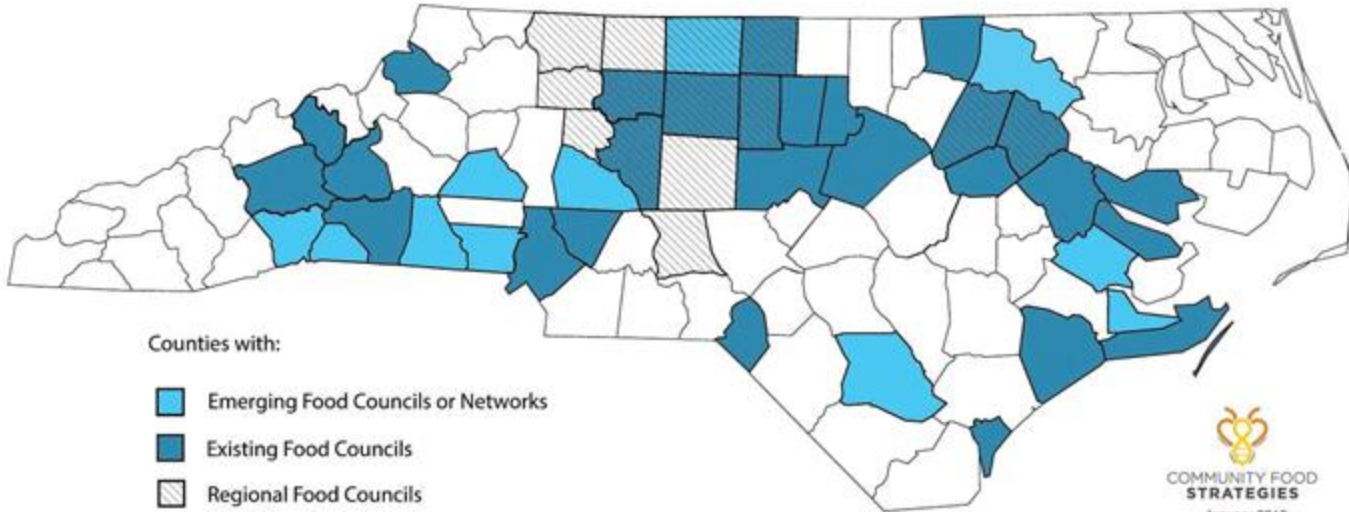 Counties with:
Emerging Food Councils or Networks
Existing Food Councils
Regional Food Councils
COMMUNITY FOOD
STRATEGIES